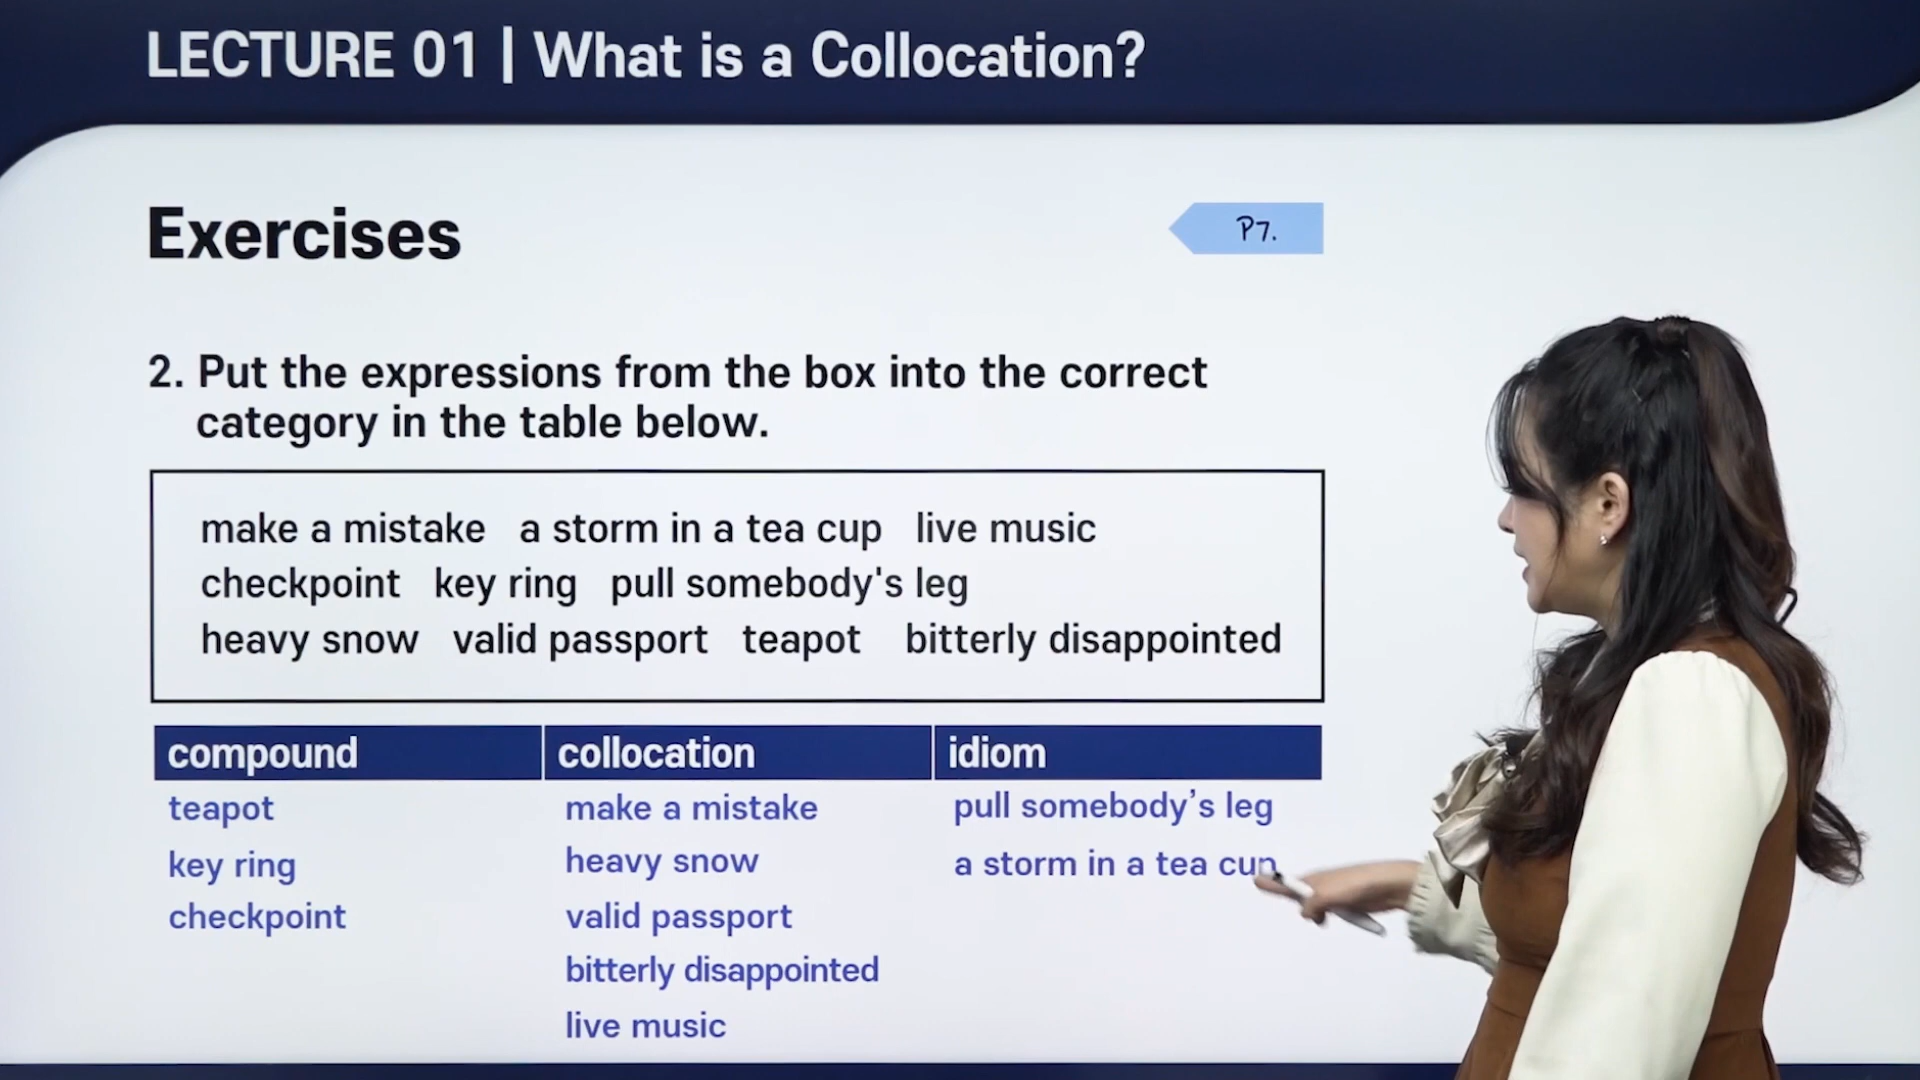 LECTURE 01 | What is a Collocation?
Exercises
P7.
2. Put the expressions from the box into the correct
category in the table below.
make a mistake a storm in a tea cup live music
checkpoint key ring pull somebody's leg
heavy snow valid passport teapot bitterly disappointed
compound collocation idiom
teapot make a mistake pull somebody’s leg
key ring heavy snow a storm in a tea cup
checkpoint valid passport
bitterly disappointed
live music